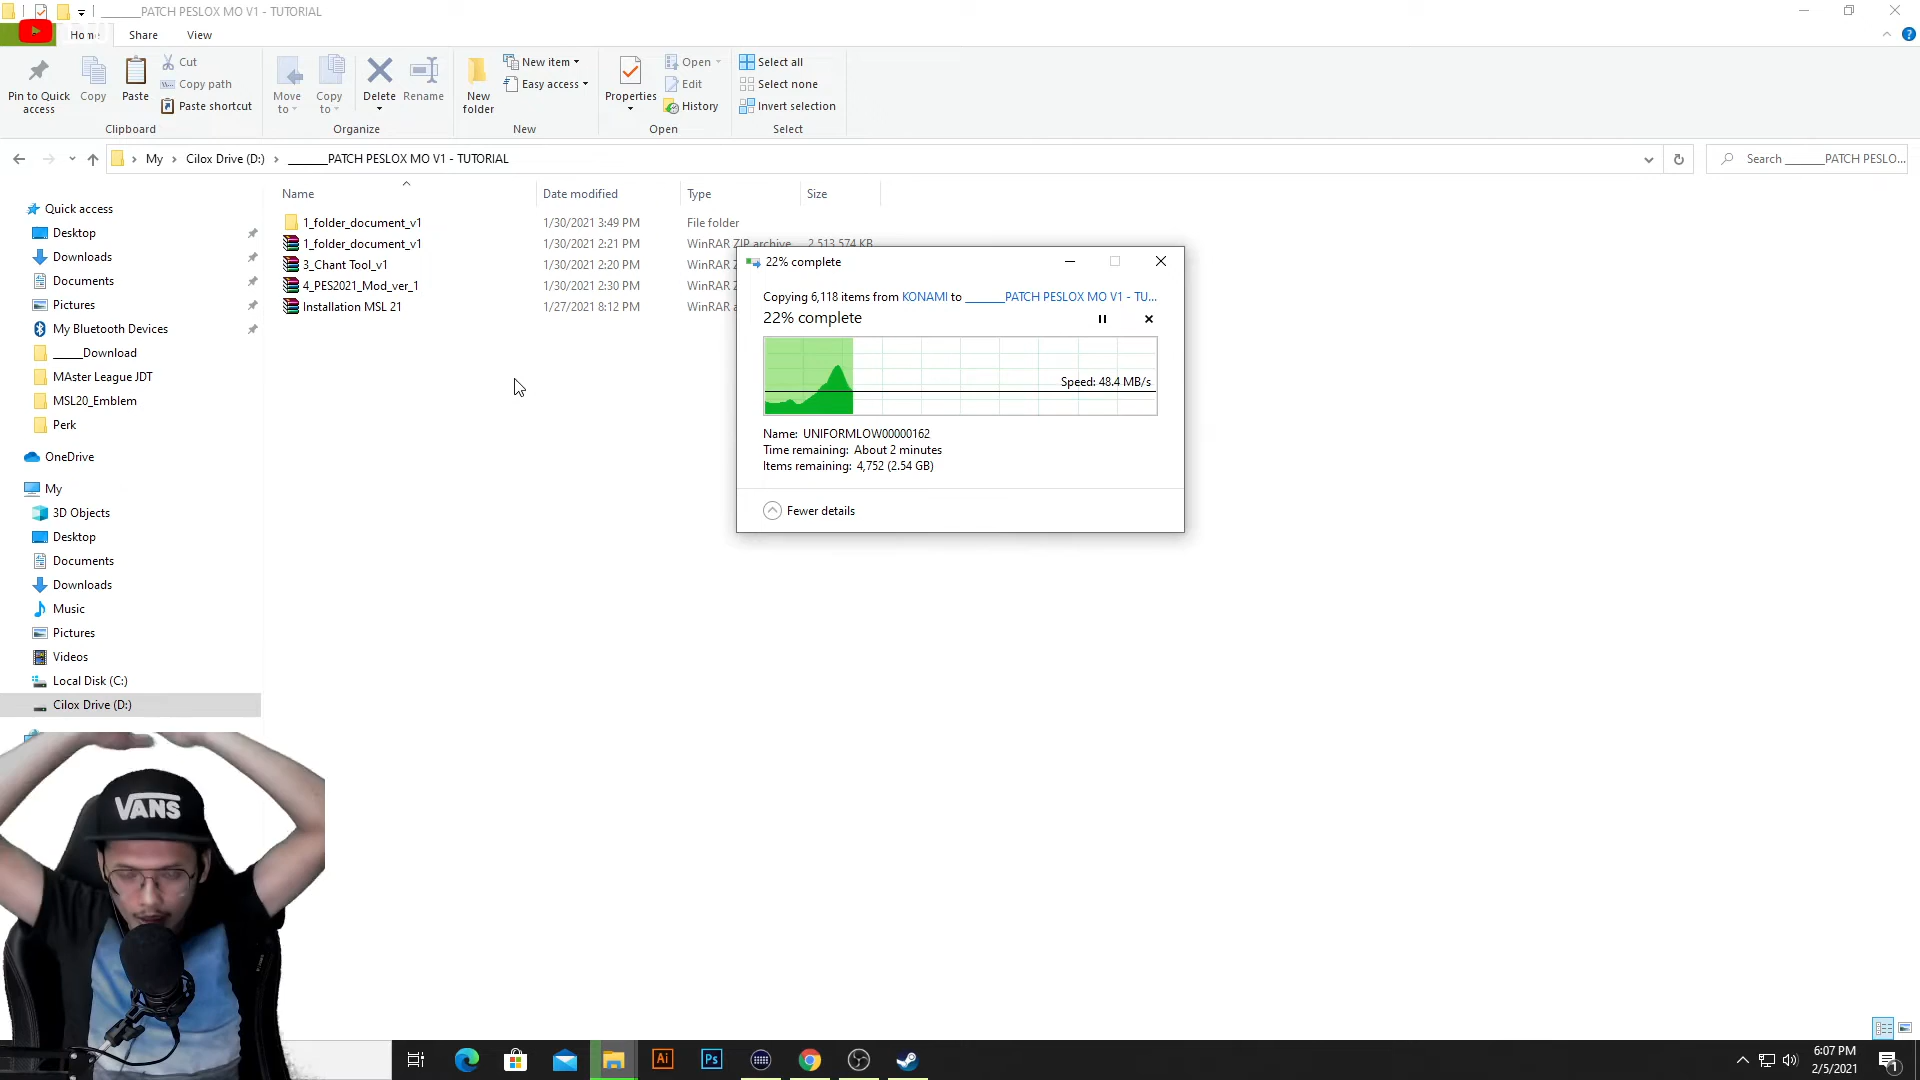 _______PATCH PESLOX MO V1 - TUTORIAL
Home Share View
Pin to Quick access
Copy
Paste
Cut
Copy path
Paste shortcut
Clipboard
Move to
Copy to
Delete
Rename
Organize
New folder
New item
Easy access
New
Properties
Open
Edit
History
Open
Select all
Select none
Invert selection
Select
My > Cilox Drive (D:) > _______PATCH PESLOX MO V1 - TUTORIAL
Search _______PATCH PESLO...
Name Date modified Type Size
1_folder_document_v1 1/30/2021 3:49 PM File folder
1_folder_document_v1 1/30/2021 2:21 PM WinRAR ZIP archive 2,513,574 KB
3_Chant Tool_v1 1/30/2021 2:20 PM WinRAR
4_PES2021_Mod_ver_1 1/30/2021 2:30 PM WinRAR
Installation MSL 21 1/27/2021 8:12 PM WinRAR
Quick access
Desktop
Downloads
Documents
Pictures
My Bluetooth Devices
_____Download
MAster League JDT
MSL20_Emblem
Perk
OneDrive
My
3D Objects
Desktop
Documents
Downloads
Music
Pictures
Videos
Local Disk (C:)
Cilox Drive (D:)
22% complete
Copying 6,118 items from KONAMI to _______PATCH PESLOX MO V1 - TU...
22% complete
Speed: 48.4 MB/s
Name: UNIFORMLOW00000162
Time remaining: About 2 minutes
Items remaining: 4,752 (2.54 GB)
Fewer details
VANS
Ai
Ps
6:07 PM
2/5/2021
1